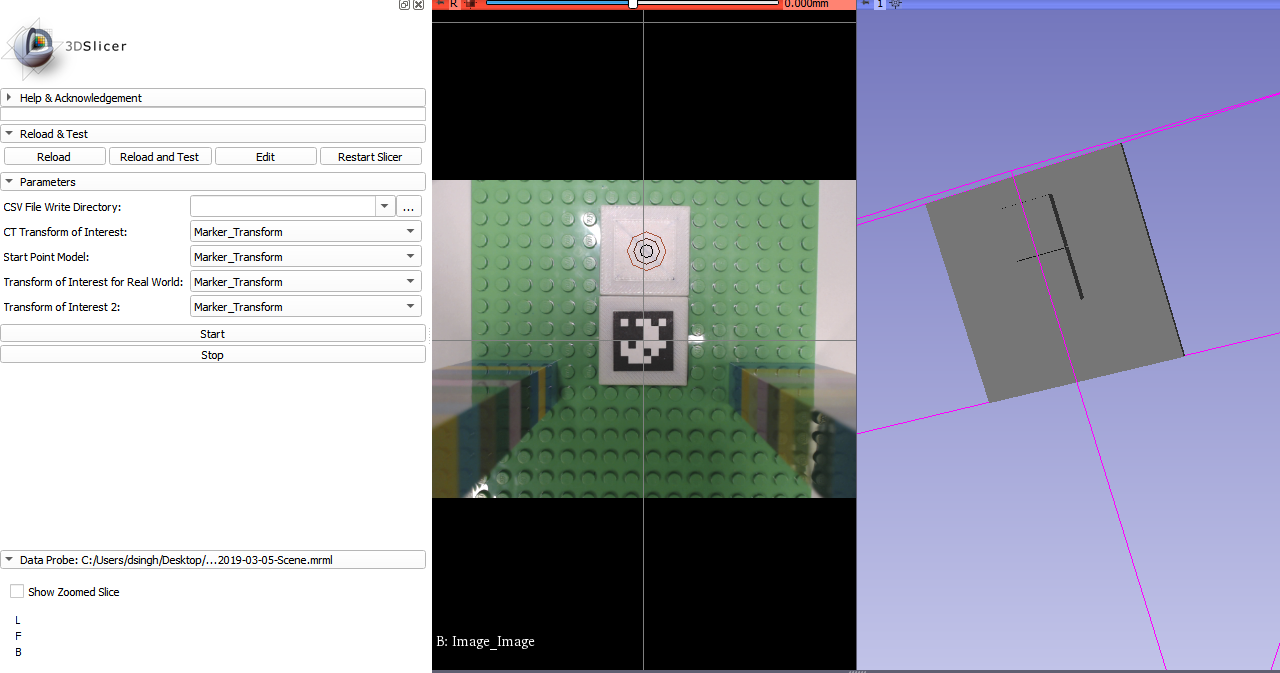 3DSlicer
Help & Acknowledgement
Reload & Test
Reload
Reload and Test
Edit
Restart Slicer
Parameters
CSV File Write Directory:
...
CT Transform of Interest:
Marker_Transform
Start Point Model:
Marker_Transform
Transform of Interest for Real World:
Marker_Transform
Transform of Interest 2:
Marker_Transform
Start
Stop
Data Probe: C:/Users/dsingh/Desktop/...2019-03-05-Scene.mrml
Show Zoomed Slice
L
F
B
R
0.000mm
B: Image_Image
1